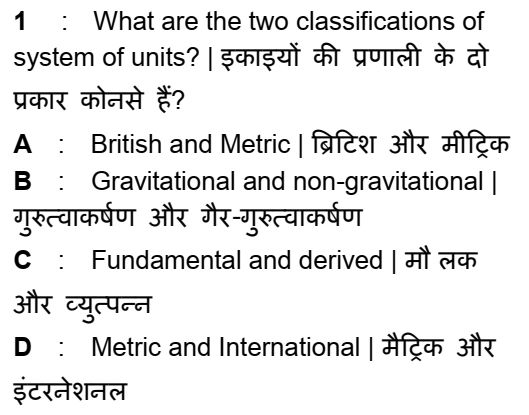 1 : What are the two classifications of
system of units? | इकाइयों की प्रणाली के दो
प्रकार कोनसे हैं?
A : British and Metric | ब्रिटिश और मीट्रिक
B : Gravitational and non-gravitational |
गुरुत्वाकर्षण और गैर-गुरुत्वाकर्षण
C : Fundamental and derived | मौ लक
और व्युत्पन्न
D : Metric and International | मैट्रिक और
इंटरनेशनल